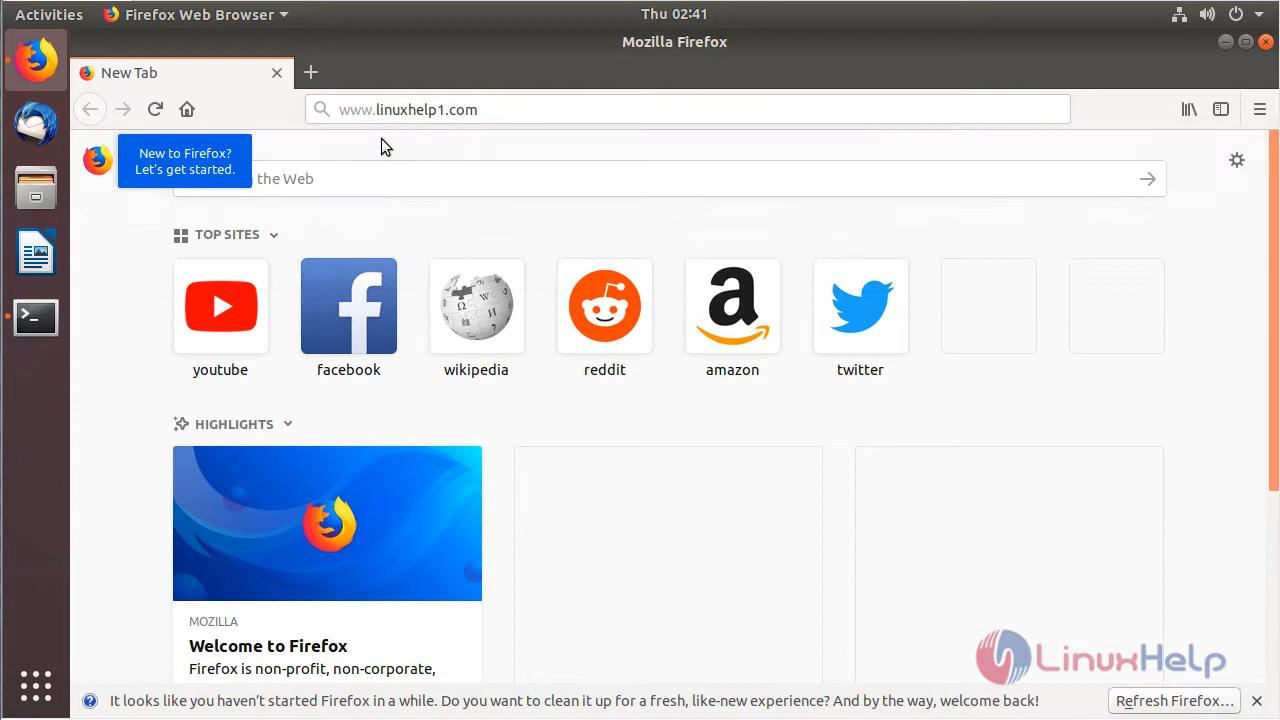 Activities Firefox Web Browser Thu 02:41
Mozilla Firefox
New Tab
www.linuxhelp1.com
New to Firefox?
Let's get started.
the Web
TOP SITES
youtube facebook wikipedia reddit amazon twitter
HIGHLIGHTS
MOZILLA
Welcome to Firefox
Firefox is non-profit, non-corporate,
LinuxHelp
It looks like you haven't started Firefox in a while. Do you want to clean it up for a fresh, like-new experience? And by the way, welcome back! Refresh Firefox...